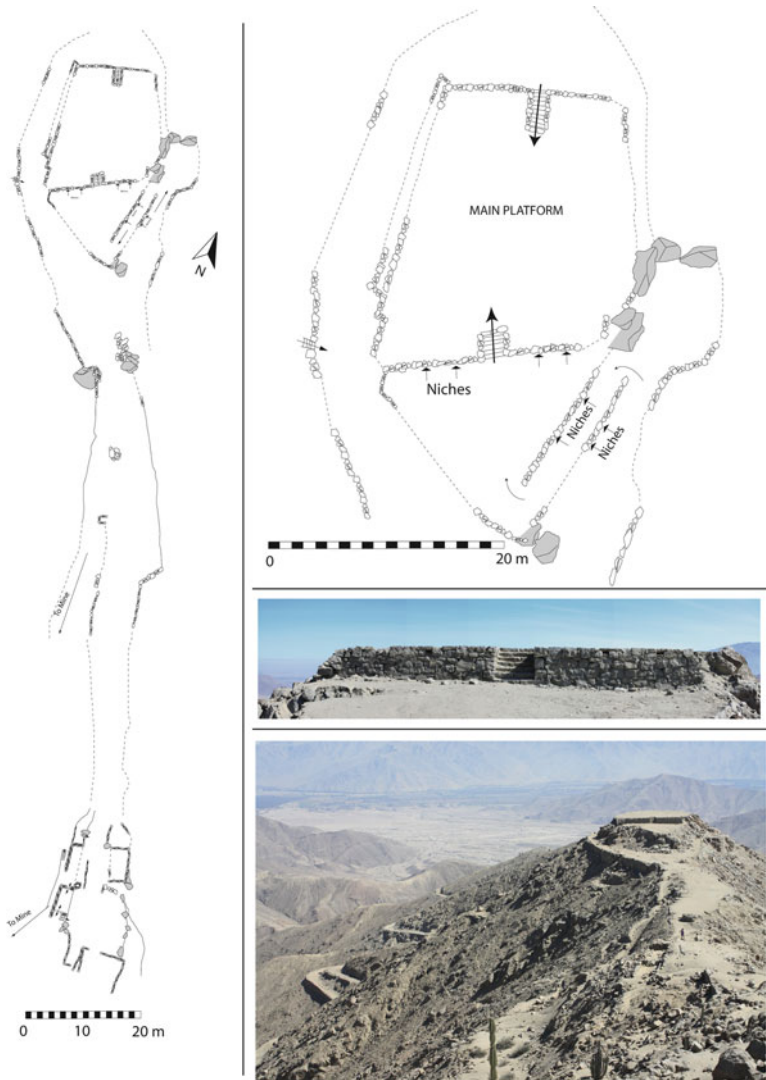 N
To Mine
To Mine
0 10 20 m
MAIN PLATFORM
Niches
Niches
Niches
0 20 m